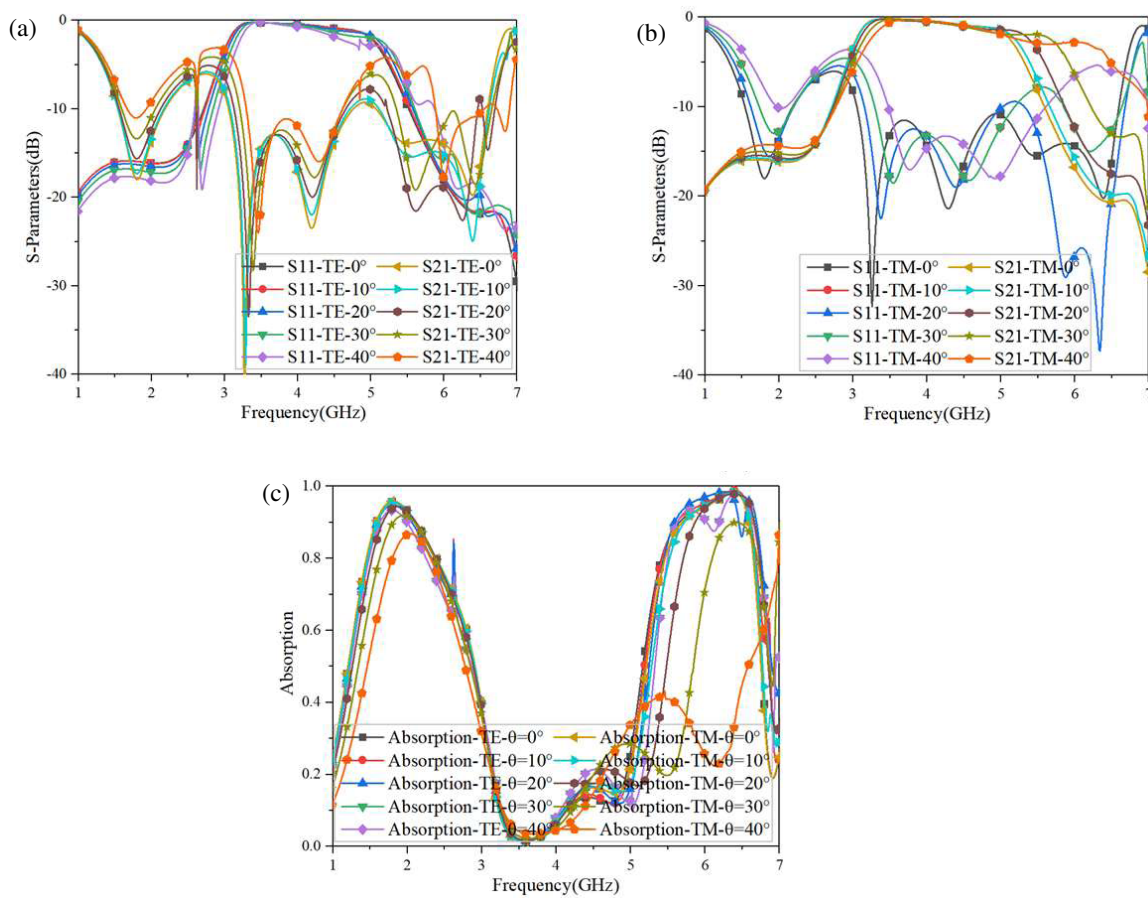 (a)
S-Parameters(dB)
0
-10
-20
-30
-40
S11-TE-0° S21-TE-0°
S11-TE-10° S21-TE-10°
S11-TE-20° S21-TE-20°
S11-TE-30° S21-TE-30°
S11-TE-40° S21-TE-40°
1 2 3 4 5 6 7
Frequency(GHz)
(b)
S-Parameters(dB)
0
-10
-20
-30
-40
S11-TM-0° S21-TM-0°
S11-TM-10° S21-TM-10°
S11-TM-20° S21-TM-20°
S11-TM-30° S21-TM-30°
S11-TM-40° S21-TM-40°
1 2 3 4 5 6 7
Frequency(GHz)
(c)
Absorption
1.0
0.8
0.6
0.4
0.2
0.0
Absorption-TE-θ=0° Absorption-TM-θ=0°
Absorption-TE-θ=10° Absorption-TM-θ=10°
Absorption-TE-θ=20° Absorption-TM-θ=20°
Absorption-TE-θ=30° Absorption-TM-θ=30°
Absorption-TE-θ=40° Absorption-TM-θ=40°
1 2 3 4 5 6 7
Frequency(GHz)